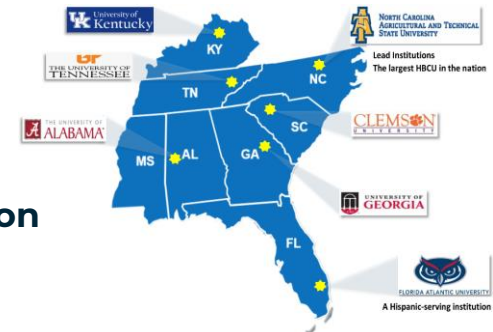 University of
Kentucky
NORTH CAROLINA
AGRICULTURAL AND TECHNICAL
STATE UNIVERSITY
Lead Institutions
The largest HBCU in the nation
KY
UT
THE UNIVERSITY OF
TENNESSEE
TN
NC
THE UNIVERSITY OF
ALABAMA
SC
CLEMSON
UNIVERSITY
MS
AL
GA
UNIVERSITY OF
GEORGIA
on
FL
FLORIDA ATLANTIC UNIVERSITY
A Hispanic-serving institution